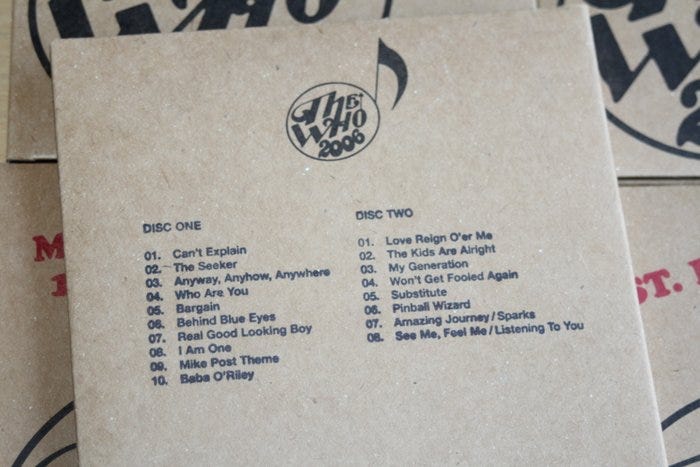 The
WHO
2006
DISC ONE
01. Can't Explain
02. The Seeker
03. Anyway, Anyhow, Anywhere
04. Who Are You
05. Bargain
06. Behind Blue Eyes
07. Real Good Looking Boy
08. I Am One
09. Mike Post Theme
10. Baba O'Riley
DISC TWO
01. Love Reign O'er Me
02. The Kids Are Alright
03. My Generation
04. Won't Get Fooled Again
05. Substitute
06. Pinball Wizard
07. Amazing Journey/Sparks
08. See Me, Feel Me/Listening To You